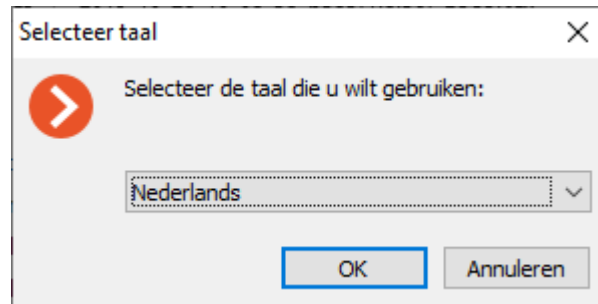 Selecteer taal
Selecteer de taal die u wilt gebruiken:
Nederlands
OK
Annuleren